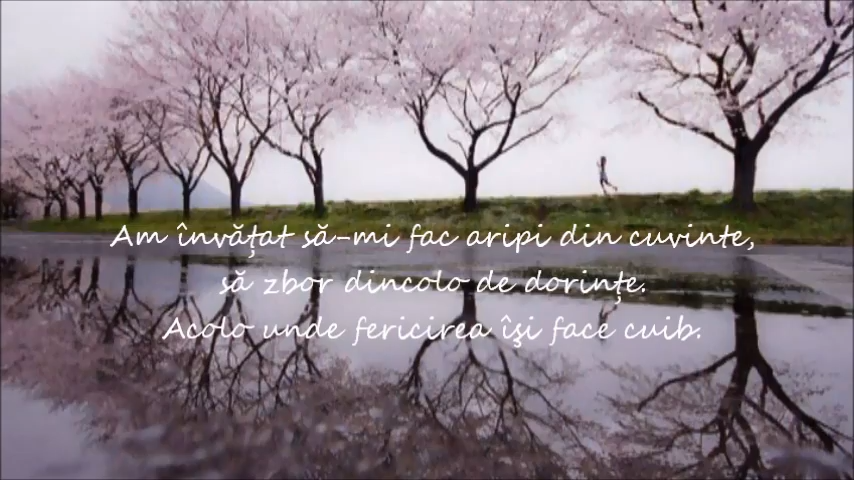 Am învățat să-mi fac aripi din cuvinte,
să zbor dincolo de dorințe.
Acolo unde fericirea își face cuib.